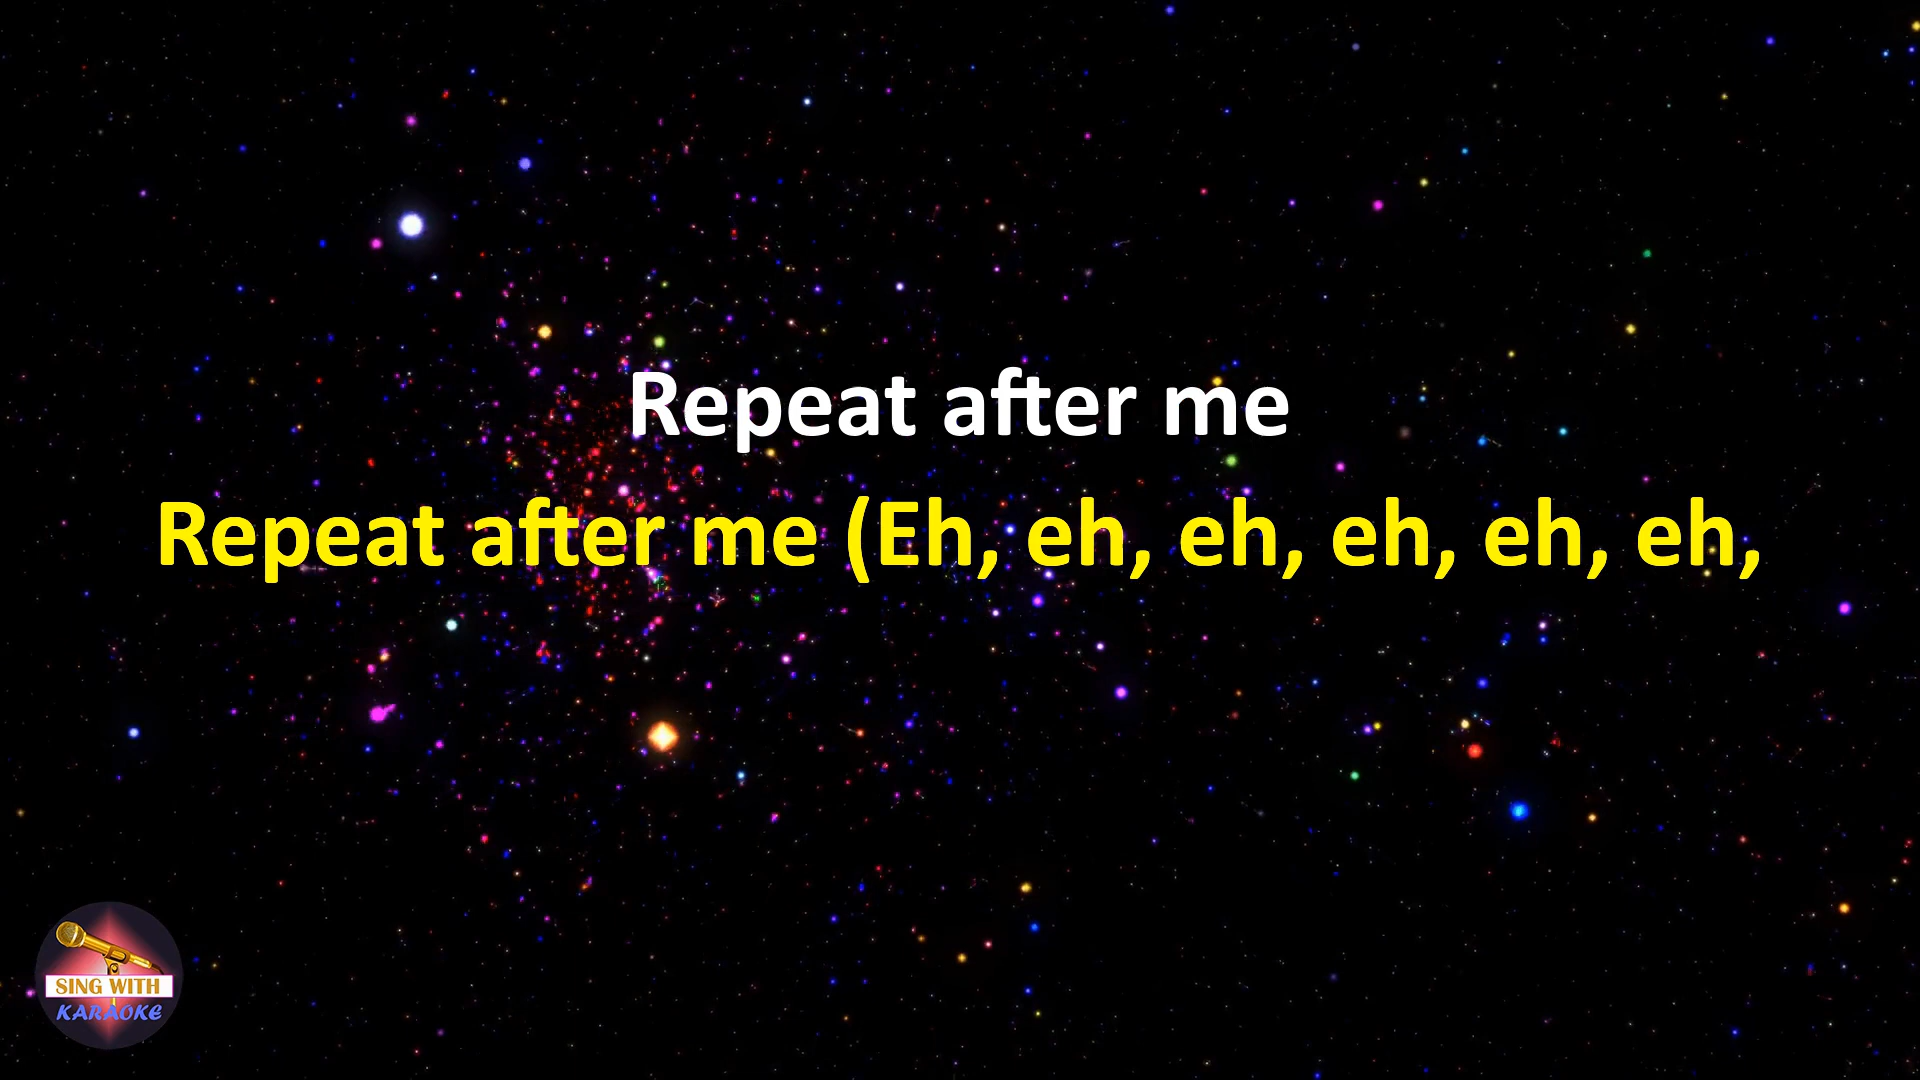 Repeat after me
Repeat after me (Eh, eh, eh, eh, eh, eh,
SING WITH
KARAOKE